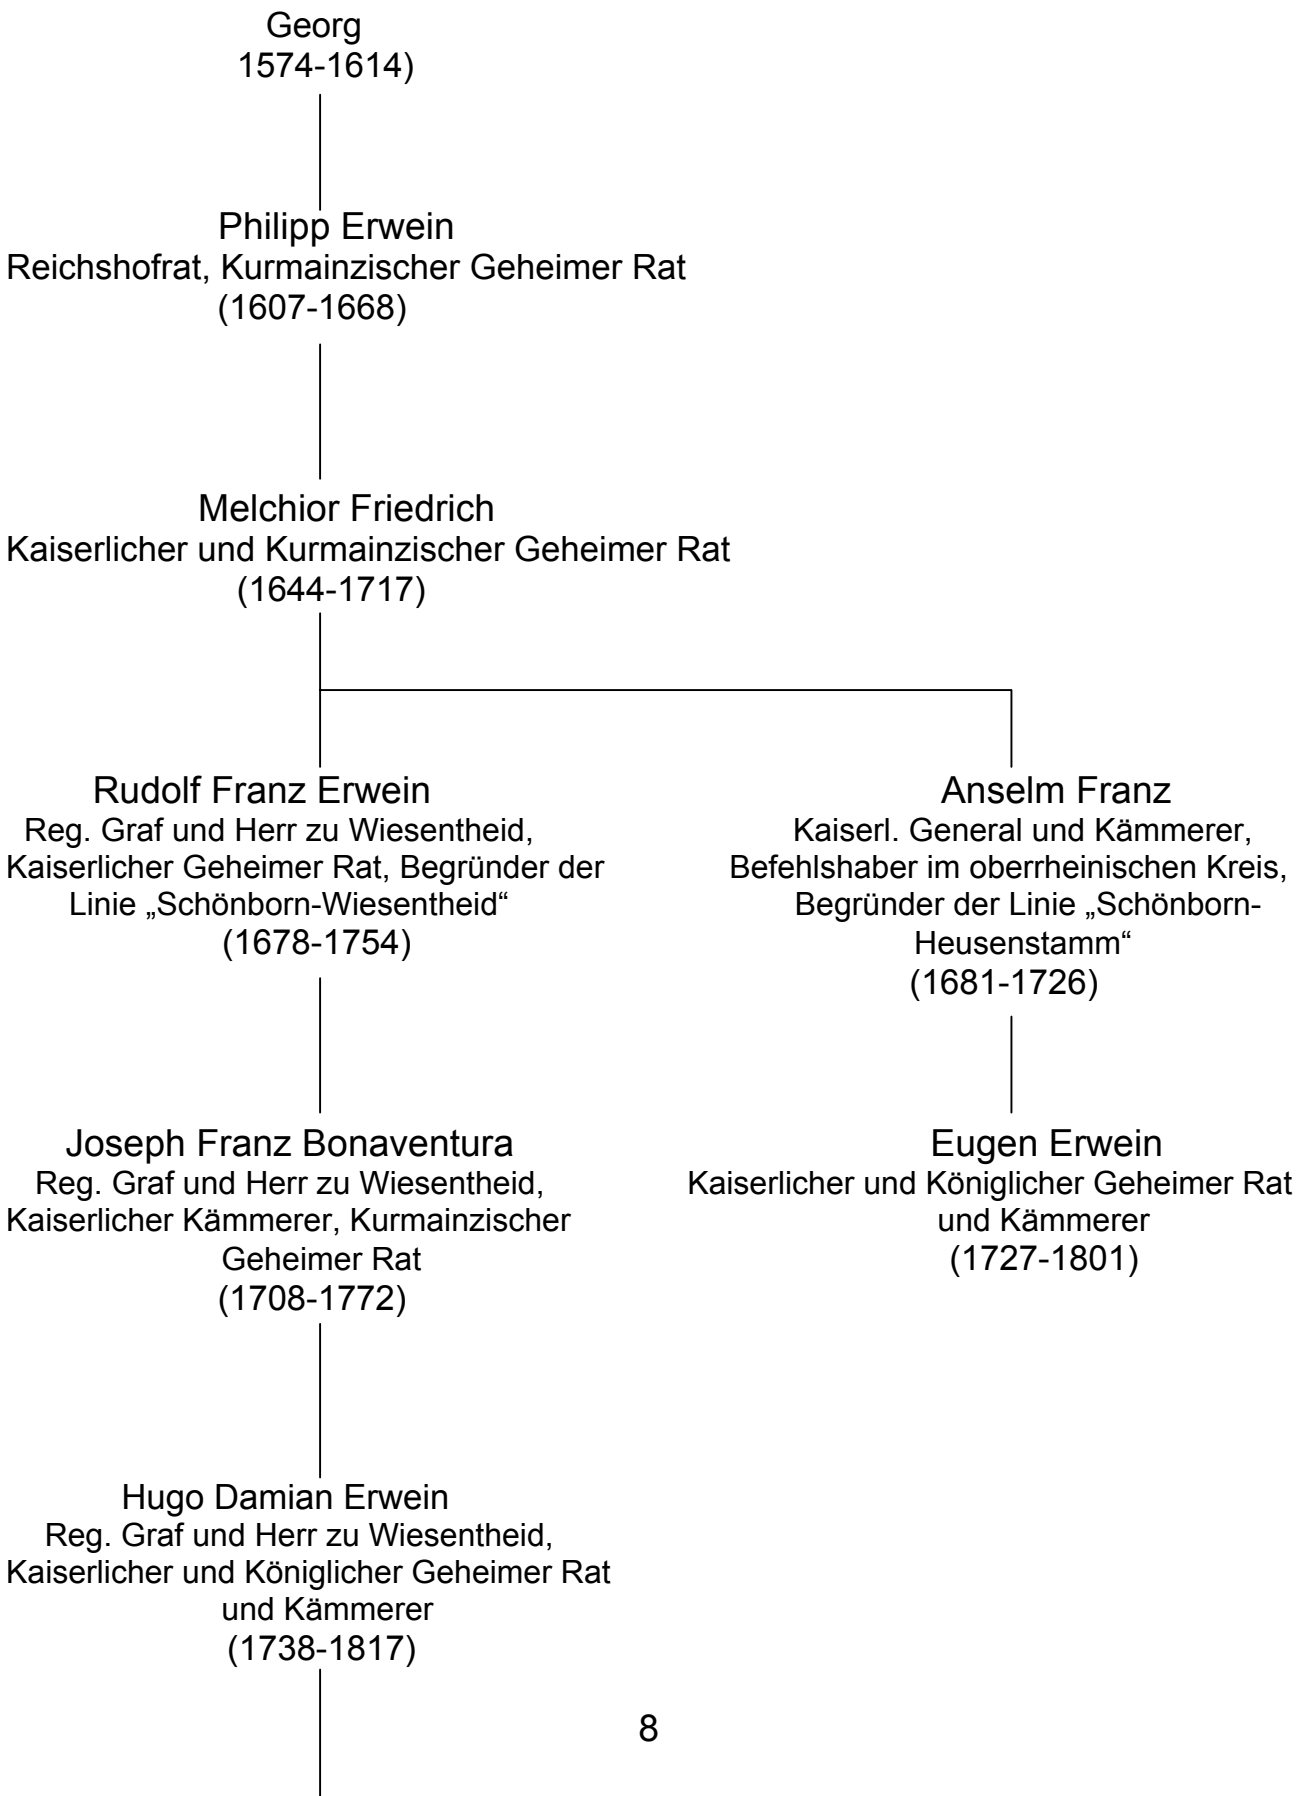 Georg
1574-1614)
Philipp Erwein
Reichshofrat, Kurmainzischer Geheimer Rat
(1607-1668)
Melchior Friedrich
Kaiserlicher und Kurmainzischer Geheimer Rat
(1644-1717)
Rudolf Franz Erwein
Reg. Graf und Herr zu Wiesentheid,
Kaiserlicher Geheimer Rat, Begründer der
Linie „Schönborn-Wiesentheid“
(1678-1754)
Anselm Franz
Kaiserl. General und Kämmerer,
Befehlshaber im oberrheinischen Kreis,
Begründer der Linie „Schönborn-
Heusenstamm“
(1681-1726)
Joseph Franz Bonaventura
Reg. Graf und Herr zu Wiesentheid,
Kaiserlicher Kämmerer, Kurmainzischer
Geheimer Rat
(1708-1772)
Eugen Erwein
Kaiserlicher und Königlicher Geheimer Rat
und Kämmerer
(1727-1801)
Hugo Damian Erwein
Reg. Graf und Herr zu Wiesentheid,
Kaiserlicher und Königlicher Geheimer Rat
und Kämmerer
(1738-1817)
8